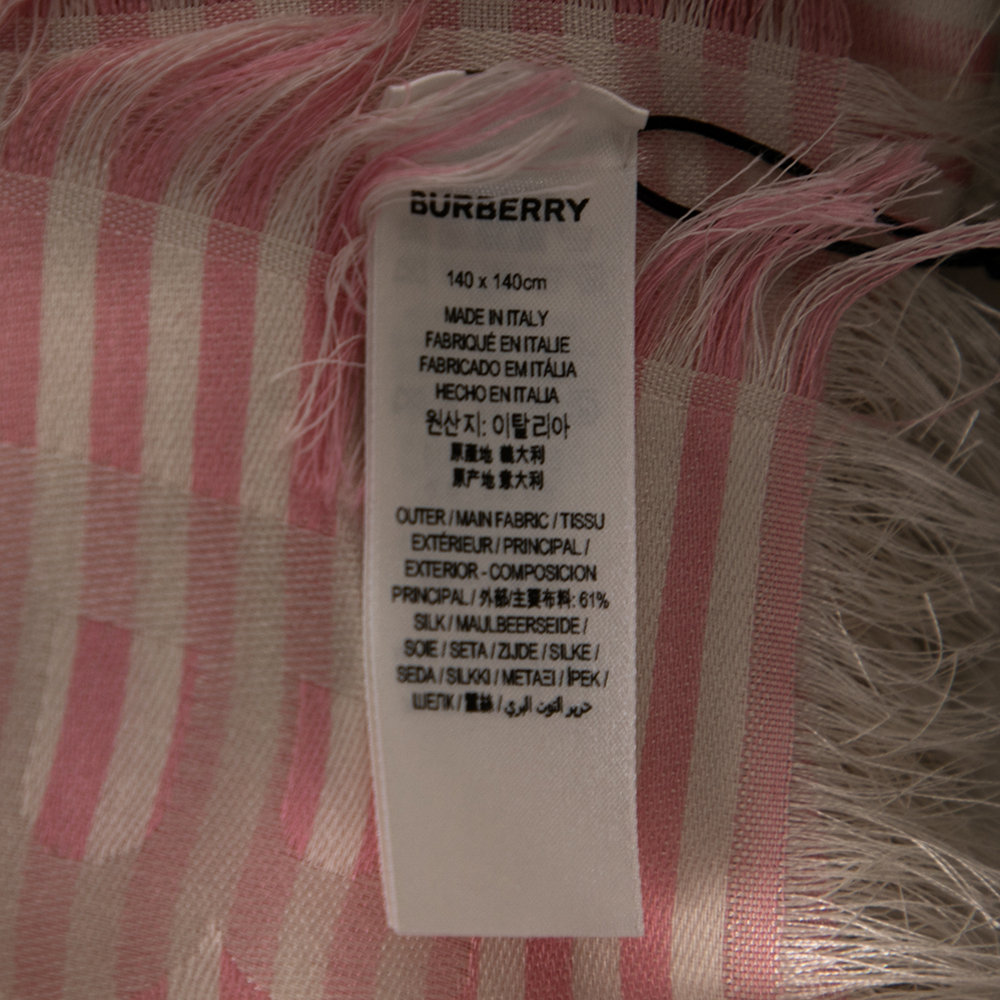 BURBERRY
140 x 140cm
MADE IN ITALY
FABRIQUÉ EN ITALIE
FABRICADO EM ITÁLIA
HECHO EN ITALIA
원산지: 이탈리아
原產地 義大利
原产地 意大利
OUTER / MAIN FABRIC / TISSU
EXTÉRIEUR / PRINCIPAL /
EXTERIOR - COMPOSICION
PRINCIPAL / 外部/主要布料: 61%
SILK / MAULBEERSEIDE /
SOIE / SETA / ZIJDE / SILKE /
SEDA / SILKKI / ΜΕΤΑΞΙ / İPEK /
ШЕЛК / 蠶絲 / حرير التوت البري